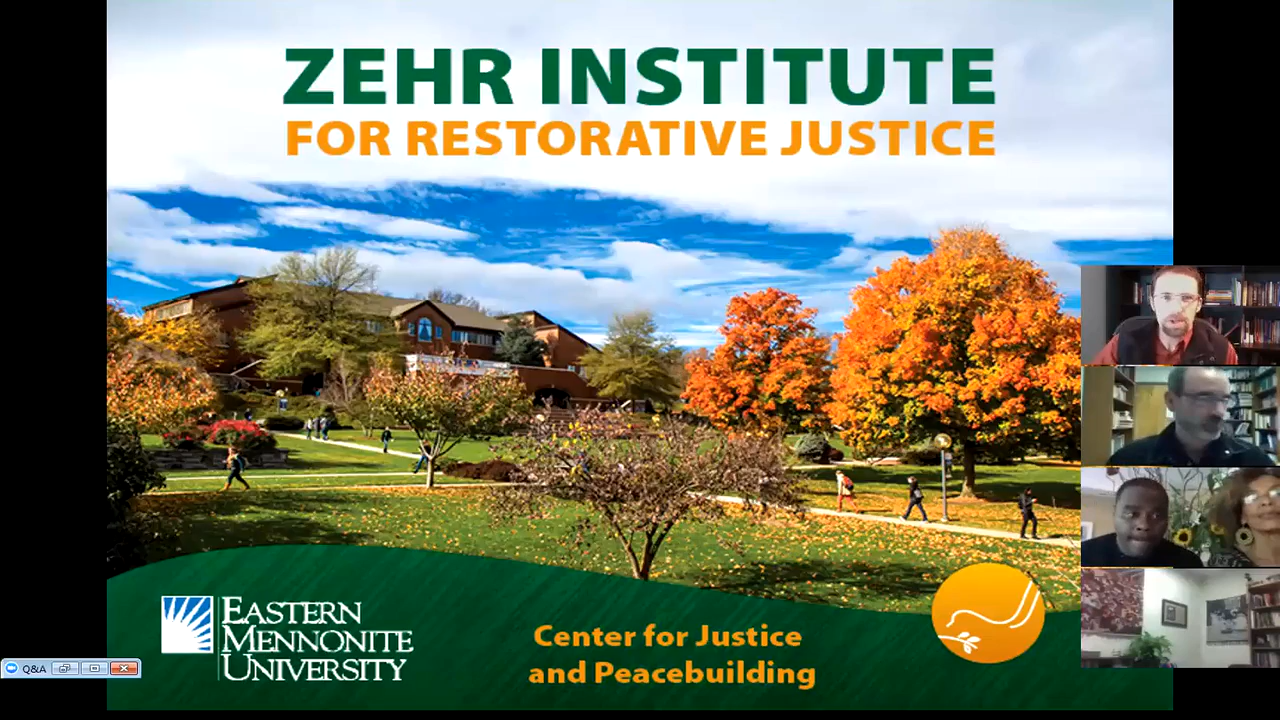 ZEHR INSTITUTE
FOR RESTORATIVE JUSTICE
EASTERN
MENNONITE
UNIVERSITY
Center for Justice
and Peacebuilding
Q&A